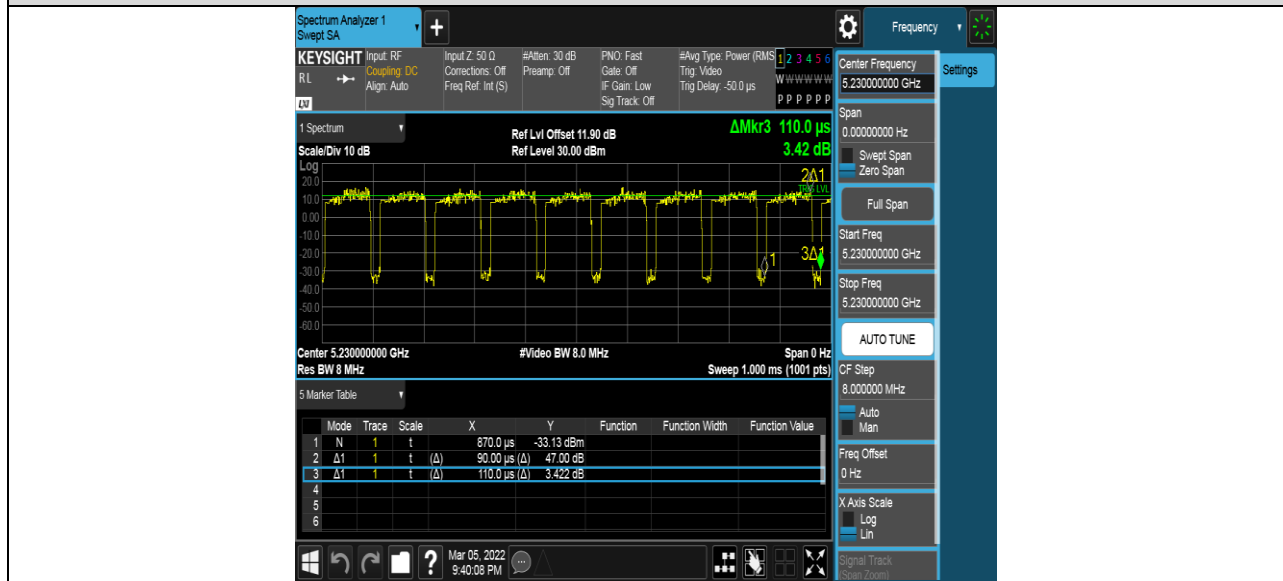 Spectrum Analyzer 1
Swept SA
+
Frequency
KEYSIGHT
RL
LXI
Input: RF
Coupling: DC
Align: Auto
Input Z: 50 Ω
Corrections: Off
Freq Ref: Int (S)
#Atten: 30 dB
Preamp: Off
PNO: Fast
Gate: Off
IF Gain: Low
Sig Track: Off
#Avg Type: Power (RMS
Trig: Video
Trig Delay: -50.0 µs
1 2 3 4 5 6
W W W W W W
P P P P P P
1 Spectrum
Scale/Div 10 dB
Ref Lvl Offset 11.90 dB
Ref Level 30.00 dBm
ΔMkr3 110.0 µs
3.42 dB
Log
20.0
10.0
0.00
-10.0
-20.0
-30.0
-40.0
-50.0
-60.0
2Δ1
TRIG LVL
1
3Δ1
Center 5.230000000 GHz
#Video BW 8.0 MHz
Span 0 Hz
Res BW 8 MHz
Sweep 1.000 ms (1001 pts)
5 Marker Table
Mode Trace Scale X Y Function Function Width Function Value
1 N 1 t 870.0 µs -33.13 dBm
2 Δ1 1 t (Δ) 90.00 µs (Δ) 47.00 dB
3 Δ1 1 t (Δ) 110.0 µs (Δ) 3.422 dB
4
5
6
Mar 05, 2022
9:40:08 PM
?
Center Frequency
5.230000000 GHz
Settings
Span
0.00000000 Hz
Swept Span
Zero Span
Full Span
Start Freq
5.230000000 GHz
Stop Freq
5.230000000 GHz
AUTO TUNE
CF Step
8.000000 MHz
Auto
Man
Freq Offset
0 Hz
X Axis Scale
Log
Lin
Signal Track
(Span Zoom)